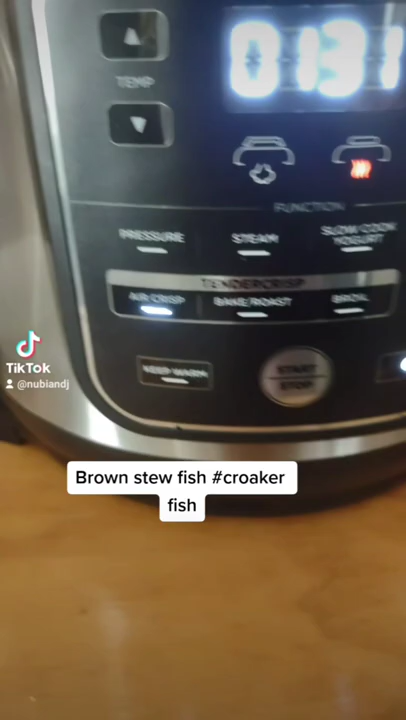 0131
TEMP
FUNCTION
PRESSURE
STEAM
SLOW COOK
YOGURT
TENDERCRISP
AIR CRISP
BAKE/ROAST
BROIL
KEEP WARM
START
STOP
TikTok
@nubiandj
Brown stew fish #croaker
fish